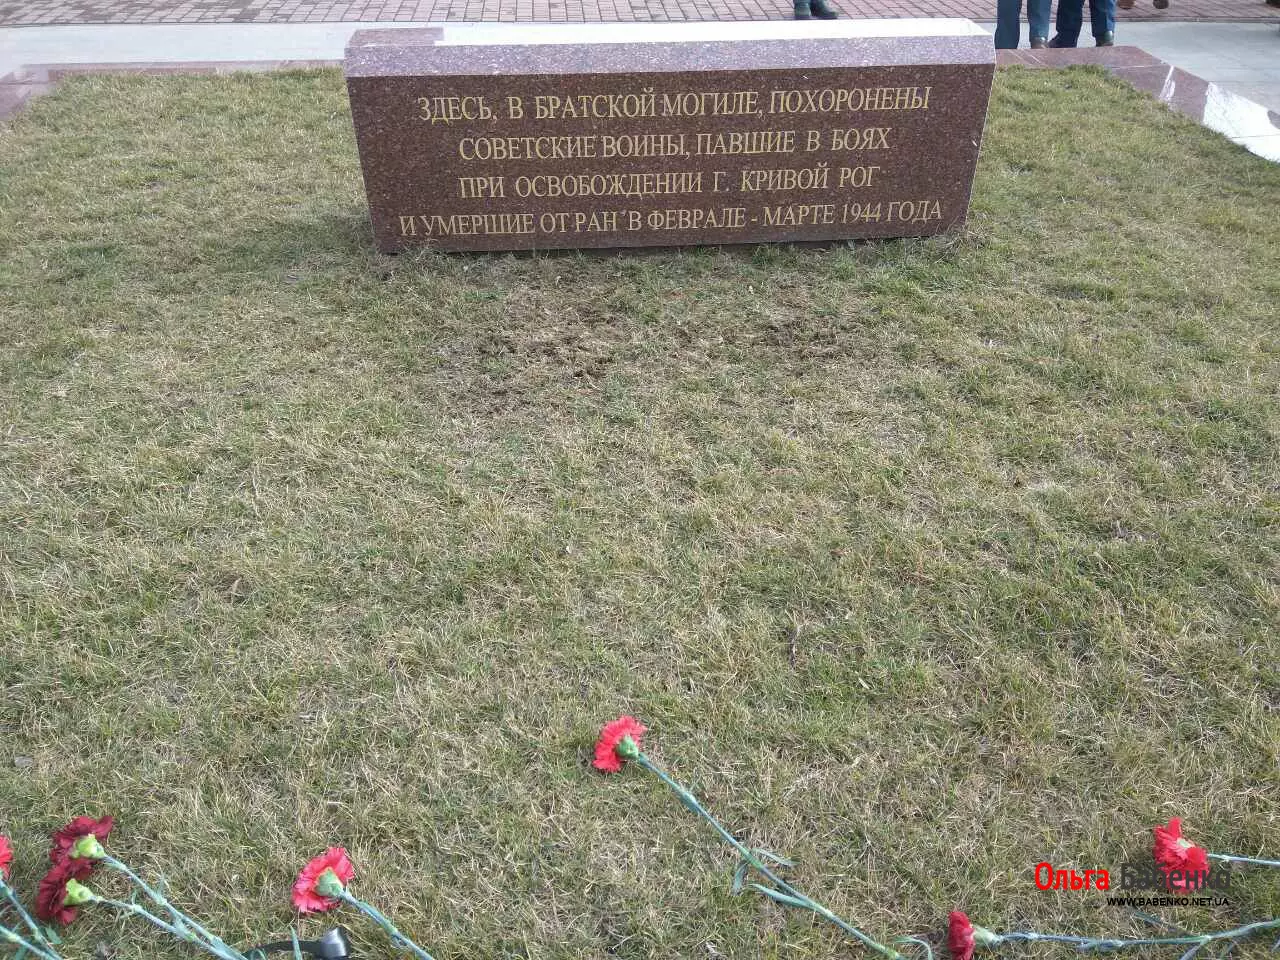 ЗДЕСЬ, В БРАТСКОЙ МОГИЛЕ, ПОХОРОНЕНЫ
СОВЕТСКИЕ ВОИНЫ, ПАВШИЕ В БОЯХ
ПРИ ОСВОБОЖДЕНИИ Г. КРИВОЙ РОГ
И УМЕРШИЕ ОТ РАН В ФЕВРАЛЕ - МАРТЕ 1944 ГОДА
Ольга Бабенко
WWW.BABENKO.NET.UA